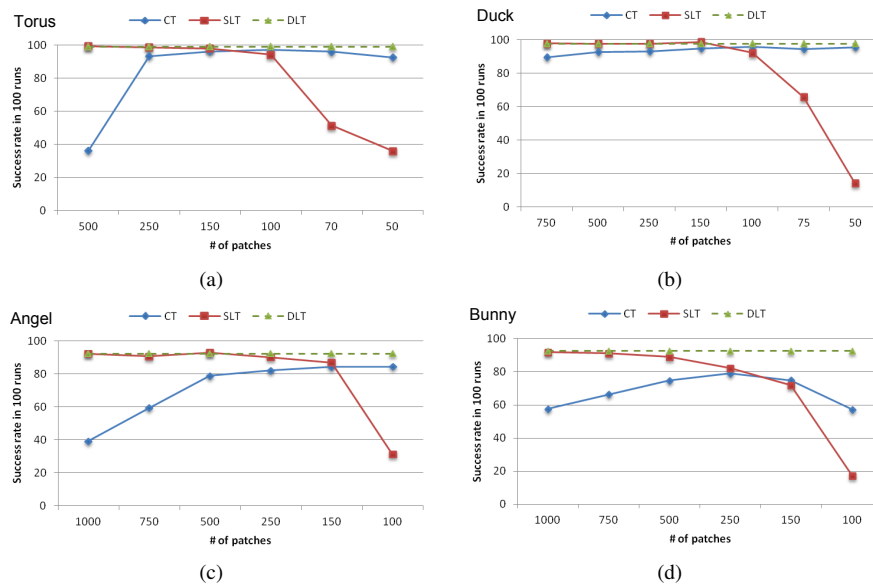 Torus
CT SLT DLT
Success rate in 100 runs
100
80
60
40
20
0
500 250 150 100 70 50
# of patches
(a)
Duck
CT SLT DLT
Success rate in 100 runs
100
80
60
40
20
0
750 500 250 150 100 75 50
# of patches
(b)
Angel
CT SLT DLT
Success rate in 100 runs
100
80
60
40
20
0
1000 750 500 250 150 100
# of patches
(c)
Bunny
CT SLT DLT
Success rate in 100 runs
100
80
60
40
20
0
1000 750 500 250 150 100
# of patches
(d)